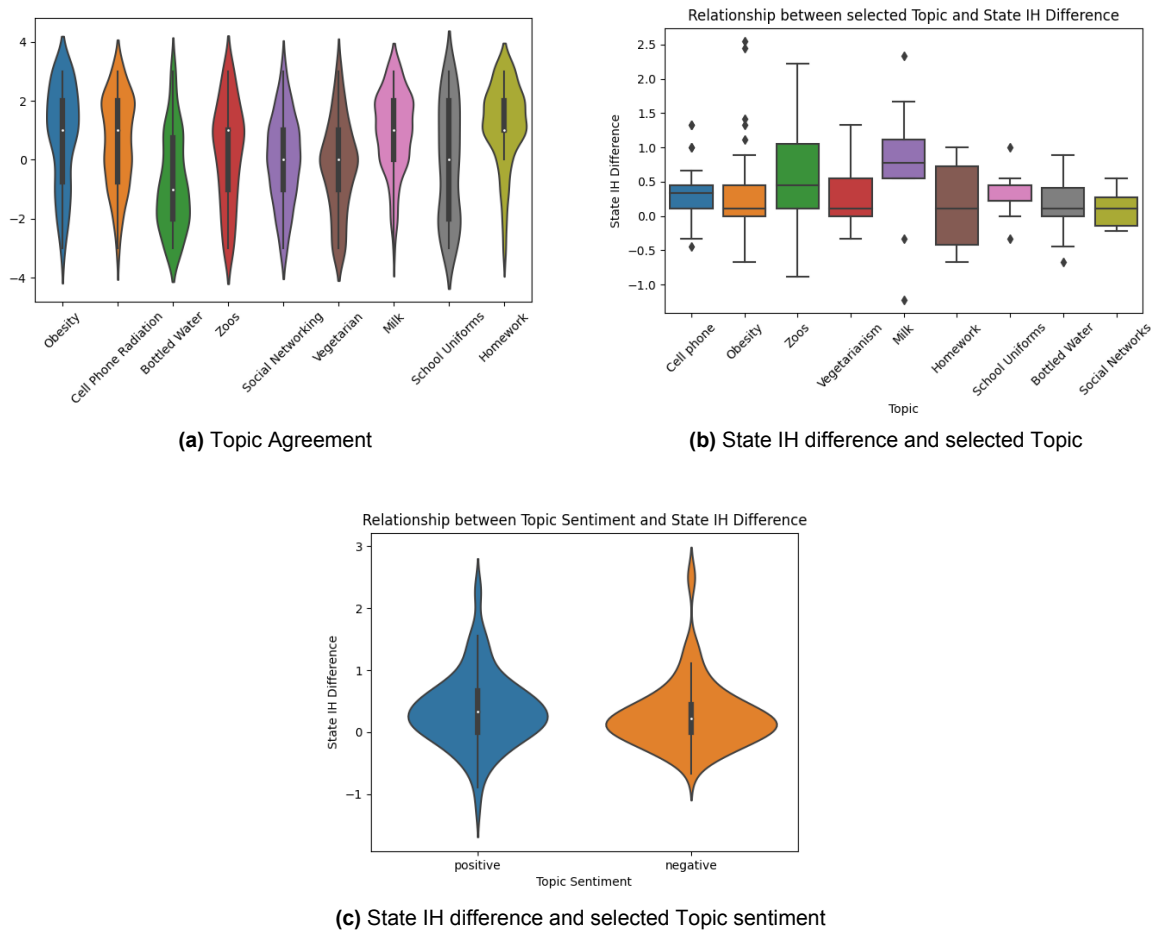 4
2
0
−2
−4
Obesity
Cell Phone Radiation
Bottled Water
Zoos
Social Networking
Vegetarian
Milk
School Uniforms
Homework
(a) Topic Agreement
Relationship between selected Topic and State IH Difference
State IH Difference
2.5
2.0
1.5
1.0
0.5
0.0
−0.5
−1.0
Cell phone
Obesity
Zoos
Vegetarianism
Milk
Homework
School Uniforms
Bottled Water
Social Networks
Topic
(b) State IH difference and selected Topic
Relationship between Topic Sentiment and State IH Difference
State IH Difference
3
2
1
0
−1
positive
negative
Topic Sentiment
(c) State IH difference and selected Topic sentiment